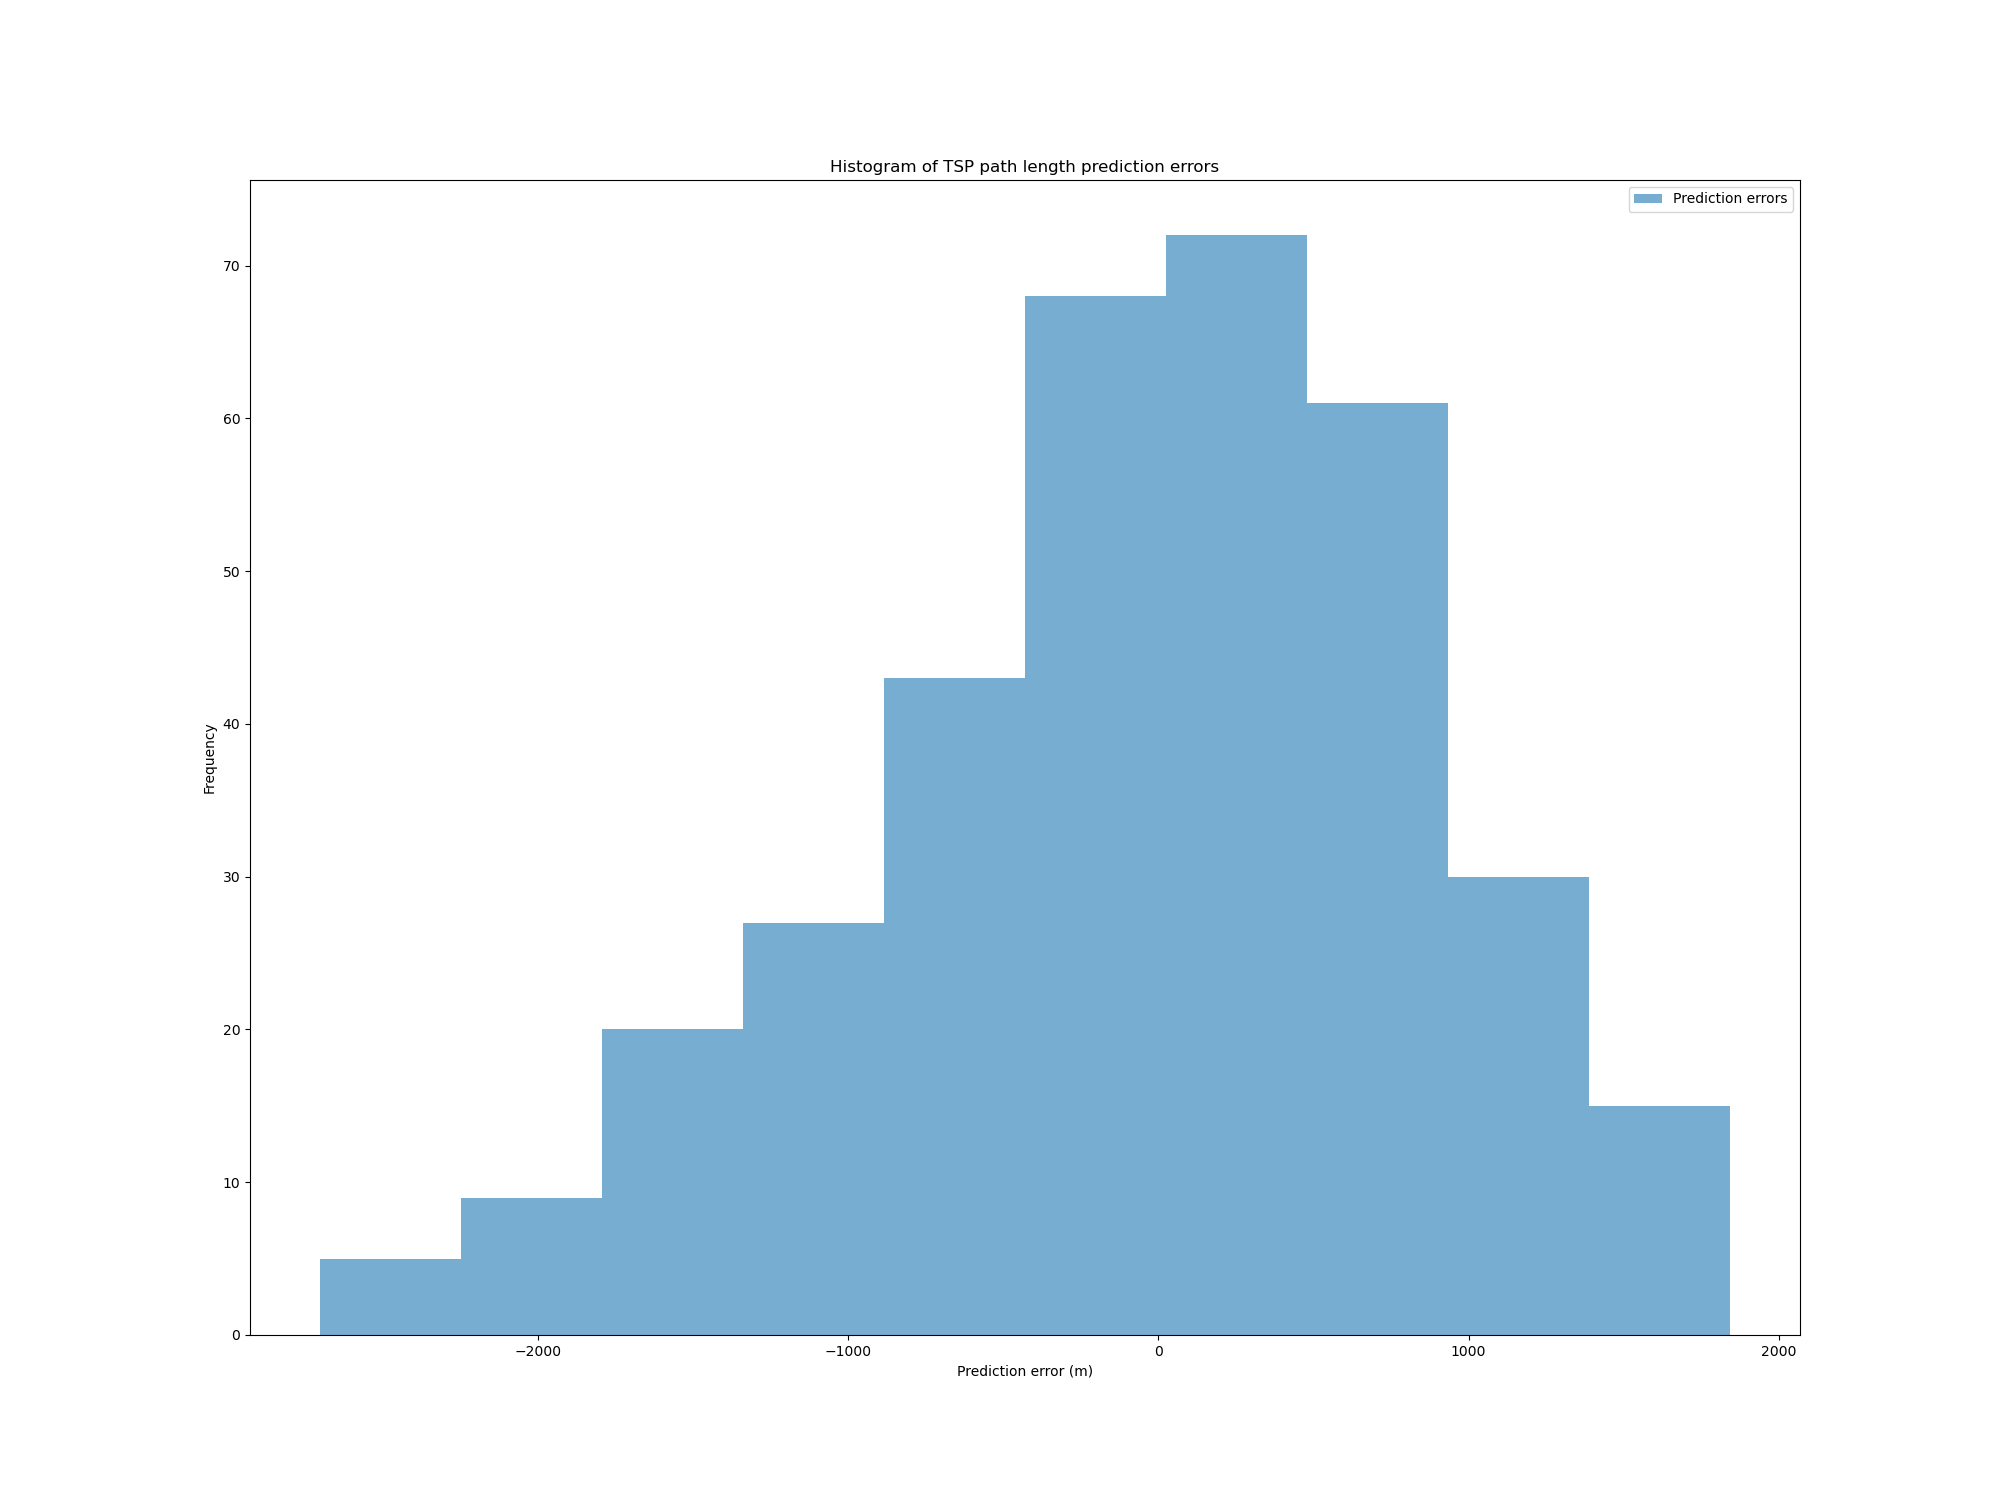 Histogram of TSP path length prediction errors
Prediction errors
70
60
50
40
30
20
10
0
Frequency
−2000 −1000 0 1000 2000
Prediction error (m)